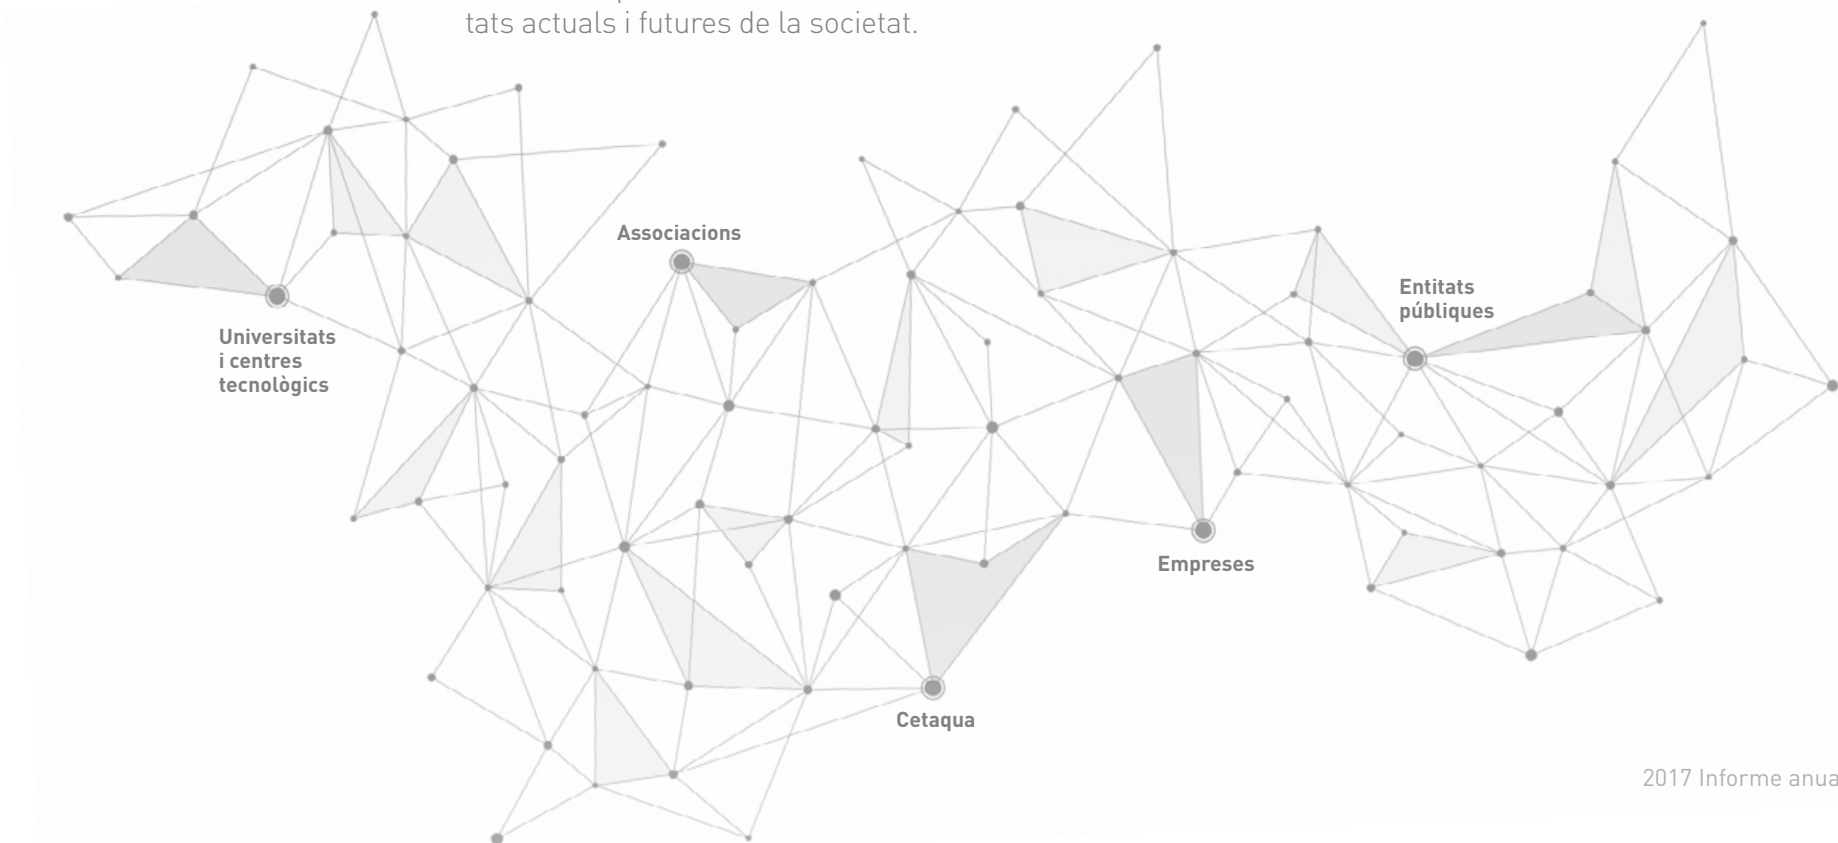 tats actuals i futures de la societat.
Associacions
Entitats
públiques
Universitats
i centres
tecnològics
Empreses
Cetaqua
2017 Informe anua